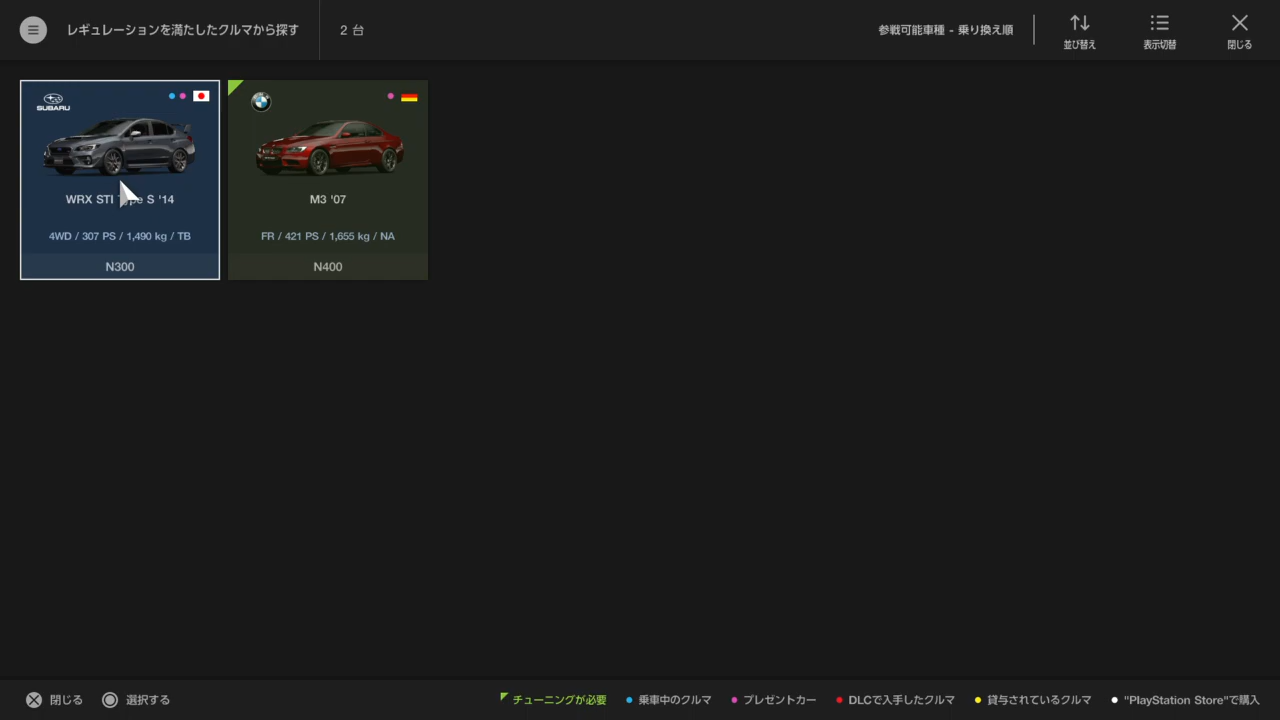 レギュレーションを満たしたクルマから探す
2 台
参戦可能車種 - 乗り換え順
並び替え
表示切替
閉じる
SUBARU
WRX STI Type S '14
4WD / 307 PS / 1,490 kg / TB
N300
M3 '07
FR / 421 PS / 1,655 kg / NA
N400
閉じる
選択する
チューニングが必要
乗車中のクルマ
プレゼントカー
DLCで入手したクルマ
貸与されているクルマ
"PlayStation Store"で購入